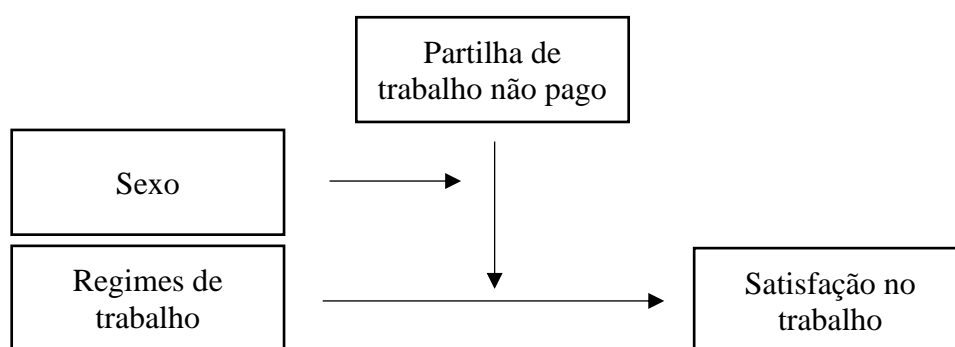 Partilha de
trabalho não pago
Sexo
Regimes de
trabalho
Satisfação no
trabalho